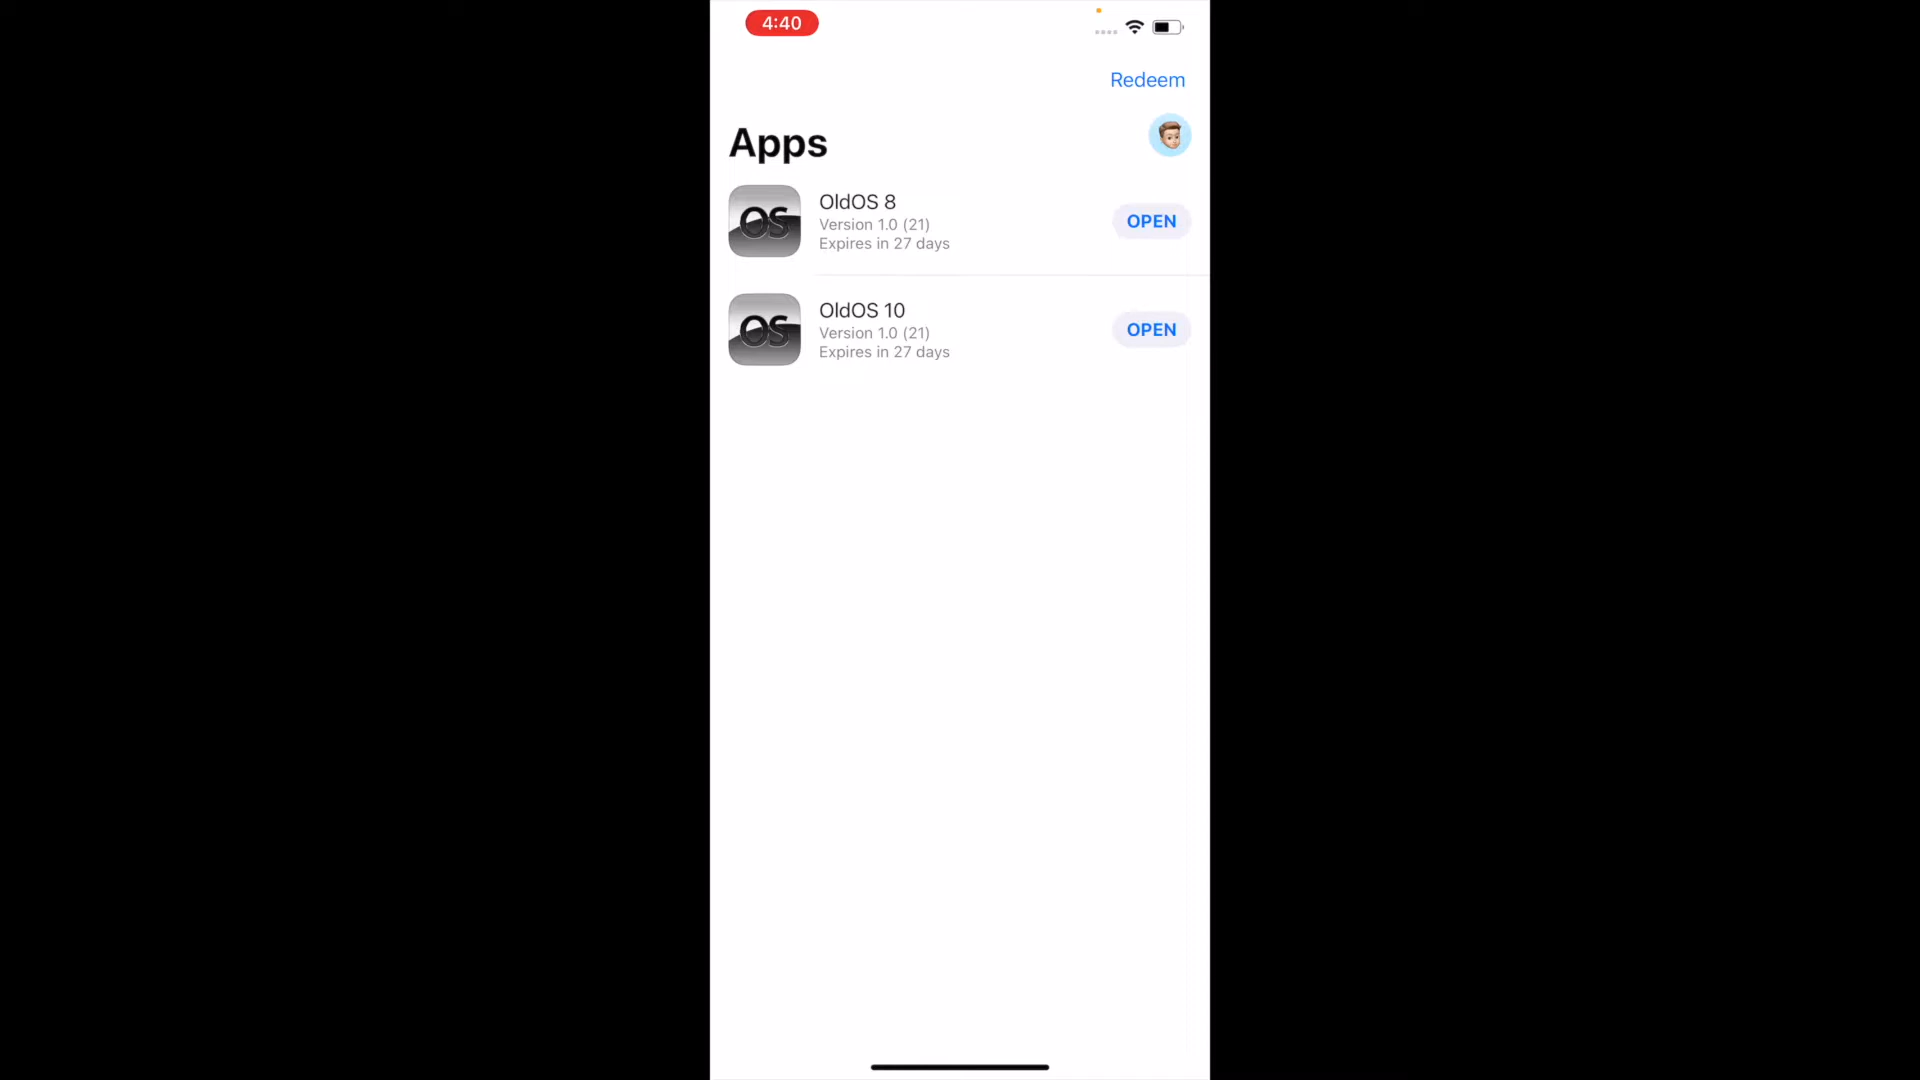 4:40
Redeem
Apps
OS
OldOS 8
Version 1.0 (21)
Expires in 27 days
OPEN
OS
OldOS 10
Version 1.0 (21)
Expires in 27 days
OPEN